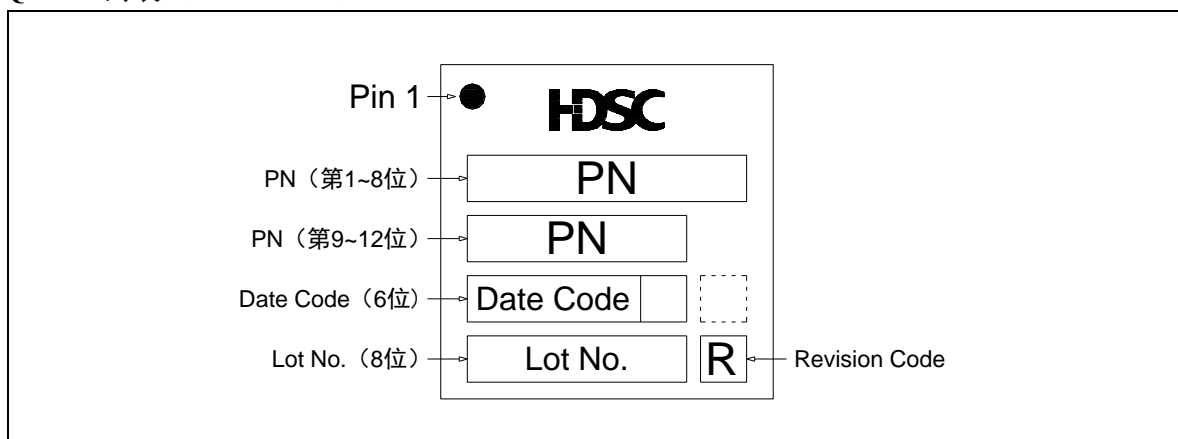 Pin 1
HDSC
PN（第1~8位） PN
PN（第9~12位） PN
Date Code（6位） Date Code
Lot No.（8位） Lot No. R Revision Code